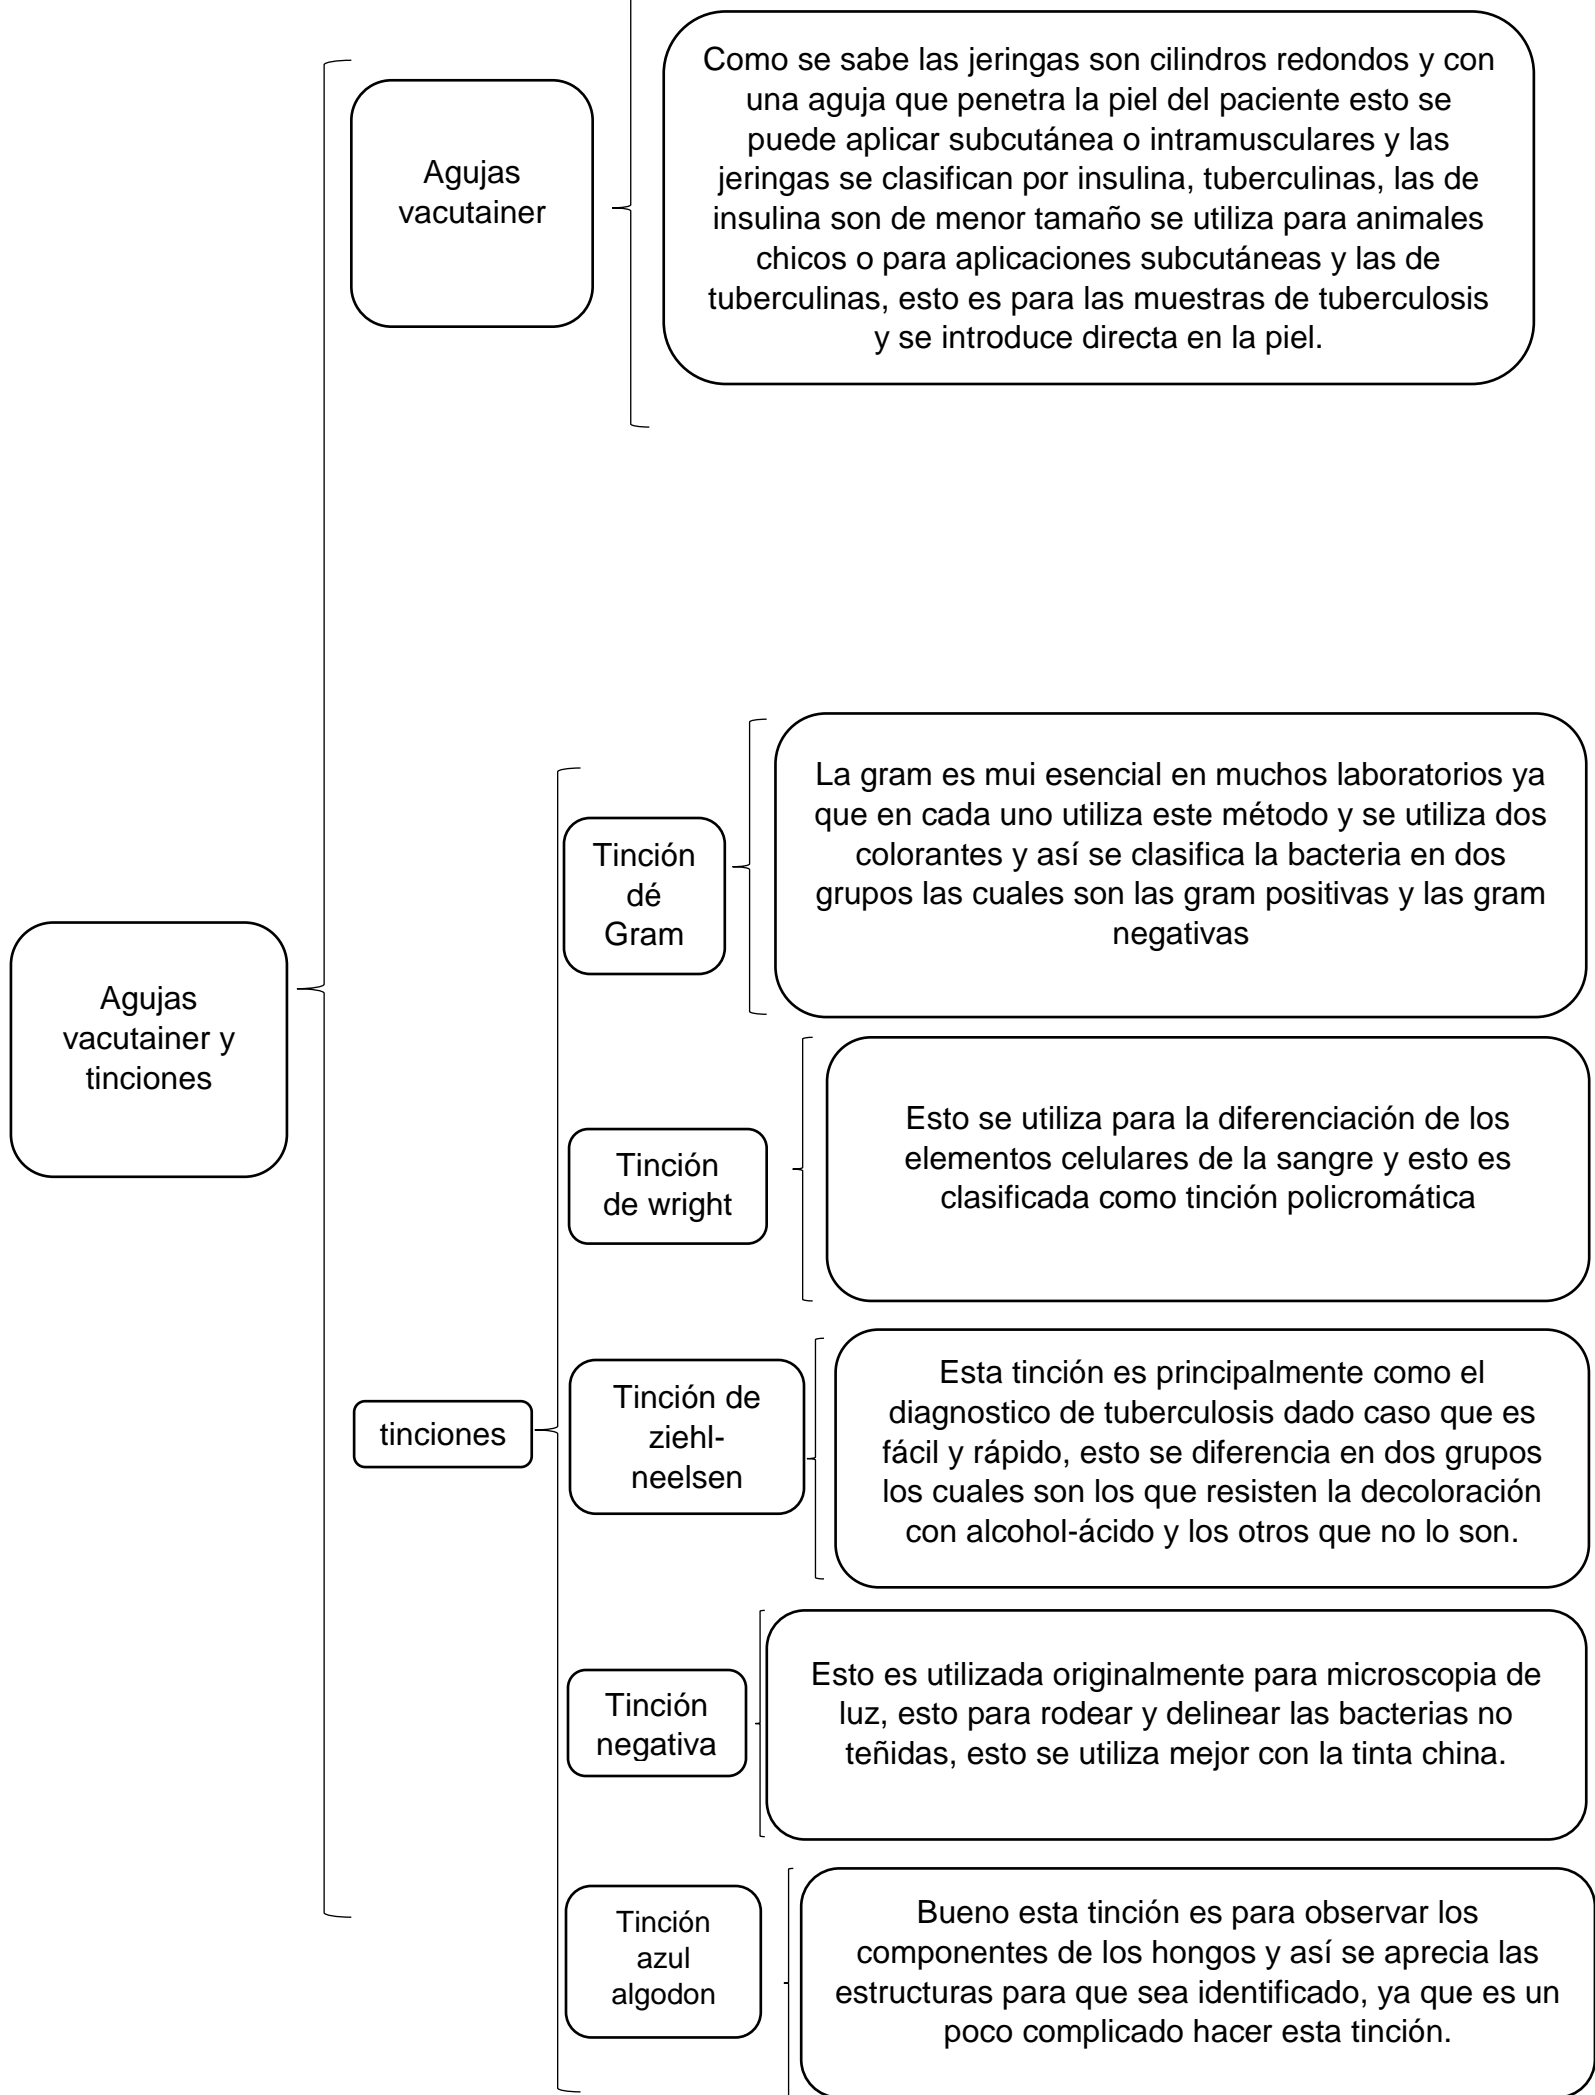 Como se sabe las jeringas son cilindros redondos y con
una aguja que penetra la piel del paciente esto se
puede aplicar subcutánea o intramusculares y las
jeringas se clasifican por insulina, tuberculinas, las de
insulina son de menor tamaño se utiliza para animales
chicos o para aplicaciones subcutáneas y las de
tuberculinas, esto es para las muestras de tuberculosis
y se introduce directa en la piel.
Agujas
vacutainer
La gram es mui esencial en muchos laboratorios ya
que en cada uno utiliza este método y se utiliza dos
colorantes y así se clasifica la bacteria en dos
grupos las cuales son las gram positivas y las gram
negativas
Tinción
dé
Gram
Agujas
vacutainer y
tinciones
Esto se utiliza para la diferenciación de los
elementos celulares de la sangre y esto es
clasificada como tinción policromática
Tinción
de wright
Esta tinción es principalmente como el
diagnostico de tuberculosis dado caso que es
fácil y rápido, esto se diferencia en dos grupos
los cuales son los que resisten la decoloración
con alcohol-ácido y los otros que no lo son.
Tinción de
ziehl-
neelsen
tinciones
Esto es utilizada originalmente para microscopia de
luz, esto para rodear y delinear las bacterias no
teñidas, esto se utiliza mejor con la tinta china.
Tinción
negativa
Bueno esta tinción es para observar los
componentes de los hongos y así se aprecia las
estructuras para que sea identificado, ya que es un
poco complicado hacer esta tinción.
Tinción
azul
algodon